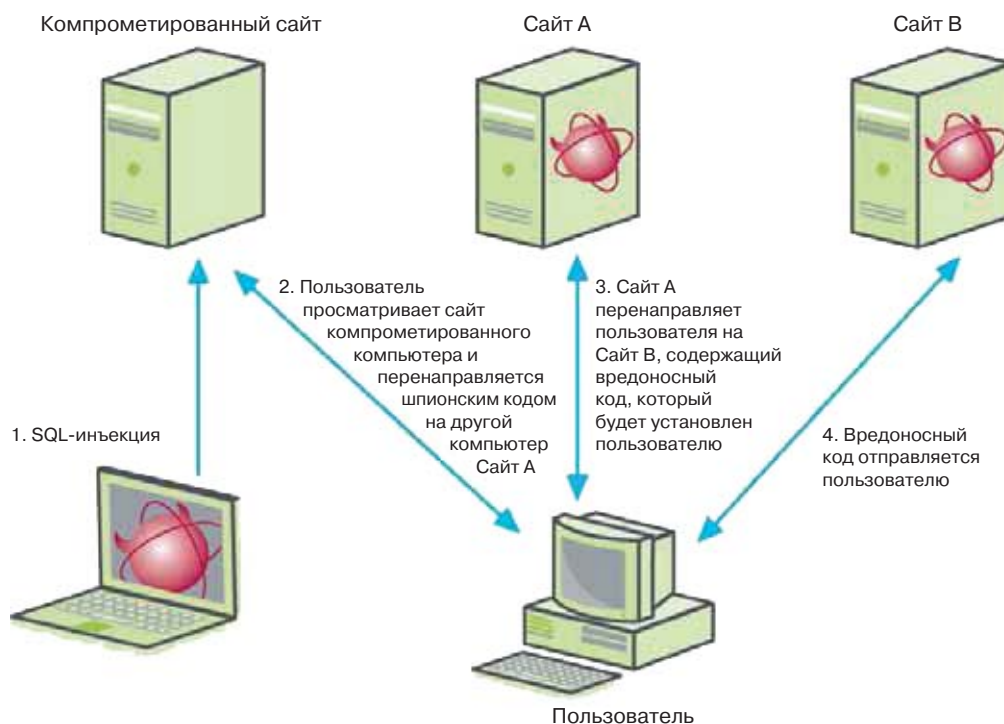 Компрометированный сайт
Сайт А
Сайт В
2. Пользователь
просматривает сайт
компрометированного
компьютера и
перенаправляется
шпионским кодом
на другой
компьютер
Сайт А
3. Сайт А
перенаправляет
пользователя на
Сайт В, содержащий
вредоносный
код, который
будет установлен
пользователю
1. SQL-инъекция
4. Вредоносный
код отправляется
пользователю
Пользователь